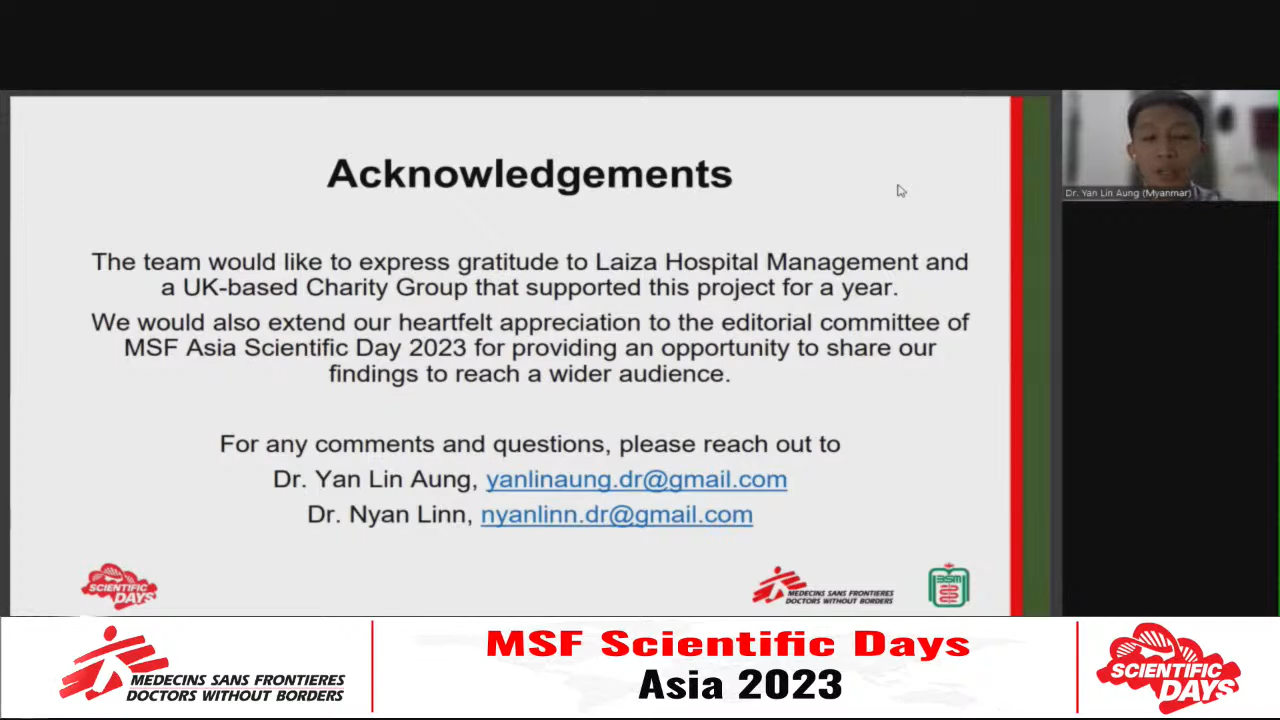 Acknowledgements
The team would like to express gratitude to Laiza Hospital Management and
a UK-based Charity Group that supported this project for a year.
We would also extend our heartfelt appreciation to the editorial committee of
MSF Asia Scientific Day 2023 for providing an opportunity to share our
findings to reach a wider audience.
For any comments and questions, please reach out to
Dr. Yan Lin Aung, yanlinaung.dr@gmail.com
Dr. Nyan Linn, nyanlinn.dr@gmail.com
SCIENTIFIC
DAYS
MEDECINS SANS FRONTIERES
DOCTORS WITHOUT BORDERS
BSMMU
Dr. Yan Lin Aung (Myanmar)
MEDECINS SANS FRONTIERES
DOCTORS WITHOUT BORDERS
MSF Scientific Days
Asia 2023
SCIENTIFIC
DAYS